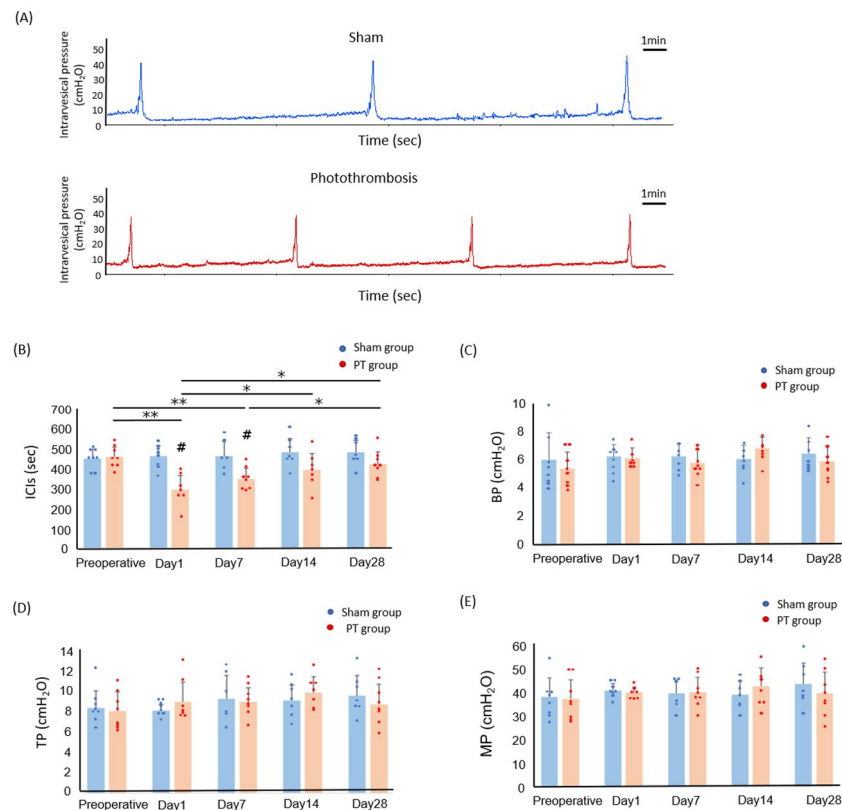 (A)
Sham
1min
Intrarvesical pressure
(cmH2O)
50
40
30
20
10
0
Time (sec)
Photothrombosis
1min
Intrarvesical pressure
(cmH2O)
50
40
30
20
10
0
Time (sec)
(B)
Sham group
PT group
*
*
**
*
**
#
#
ICIs (sec)
700
600
500
400
300
200
100
0
Preoperative Day1 Day7 Day14 Day28
(C)
Sham group
PT group
BP (cmH2O)
10
8
6
4
2
0
Preoperative Day1 Day7 Day14 Day28
(D)
Sham group
PT group
TP (cmH2O)
14
12
10
8
6
4
2
0
Preoperative Day1 Day7 Day14 Day28
(E)
Sham group
PT group
MP (cmH2O)
60
50
40
30
20
10
0
Preoperative Day1 Day7 Day14 Day28